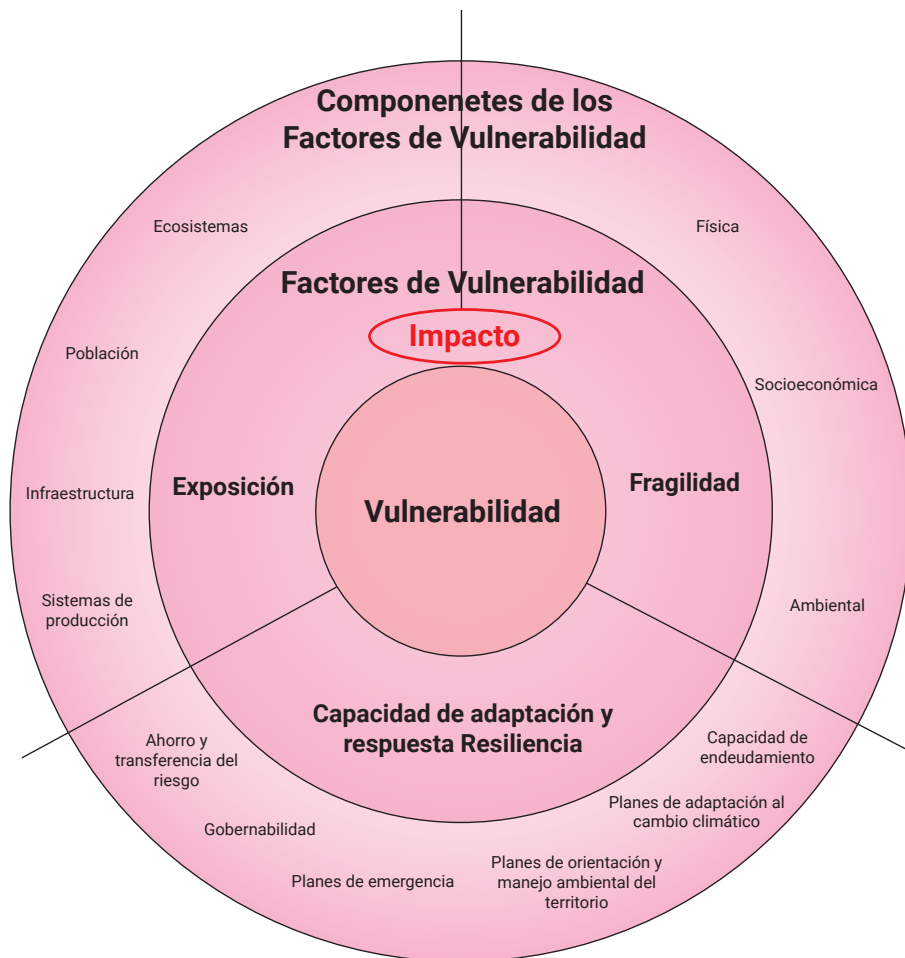 Componenetes de los
Factores de Vulnerabilidad
Ecosistemas
Física
Factores de Vulnerabilidad
Impacto
Población
Socioeconómica
Exposición
Fragilidad
Infraestructura
Vulnerabilidad
Sistemas de
producción
Ambiental
Capacidad de adaptación y
respuesta Resiliencia
Ahorro y
transferencia del
riesgo
Capacidad de
endeudamiento
Gobernabilidad
Planes de adaptación al
cambio climático
Planes de emergencia
Planes de orientación y
manejo ambiental del
territorio